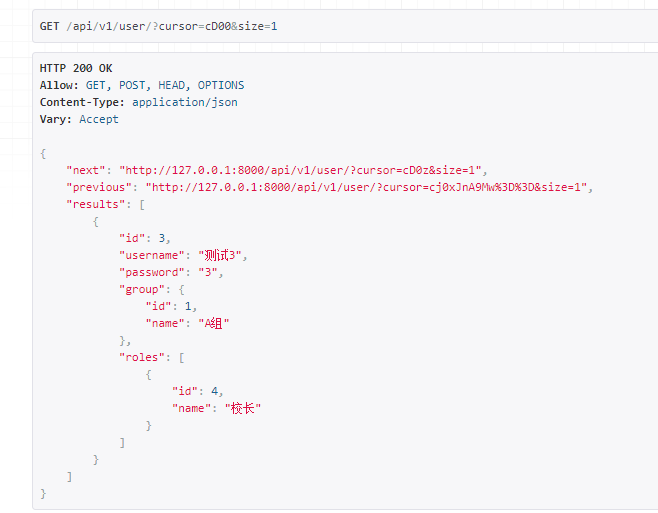 GET /api/v1/user/?cursor=cD00&size=1
HTTP 200 OK
Allow: GET, POST, HEAD, OPTIONS
Content-Type: application/json
Vary: Accept
{
    "next": "http://127.0.0.1:8000/api/v1/user/?cursor=cD0z&size=1",
    "previous": "http://127.0.0.1:8000/api/v1/user/?cursor=cj0xJnA9Mw%3D%3D&size=1",
    "results": [
        {
            "id": 3,
            "username": "测试3",
            "password": "3",
            "group": {
                "id": 1,
                "name": "A组"
            },
            "roles": [
                {
                    "id": 4,
                    "name": "校长"
                }
            ]
        }
    ]
}